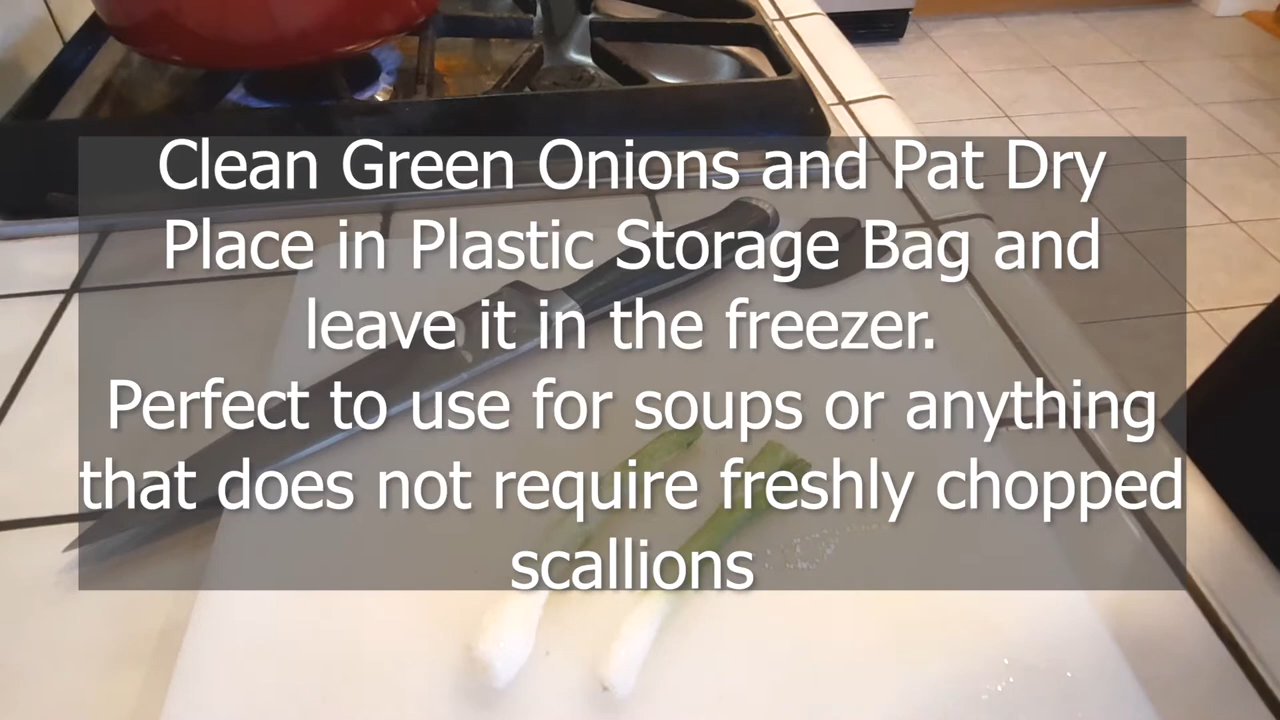 Clean Green Onions and Pat Dry
Place in Plastic Storage Bag and
leave it in the freezer.
Perfect to use for soups or anything
that does not require freshly chopped
scallions